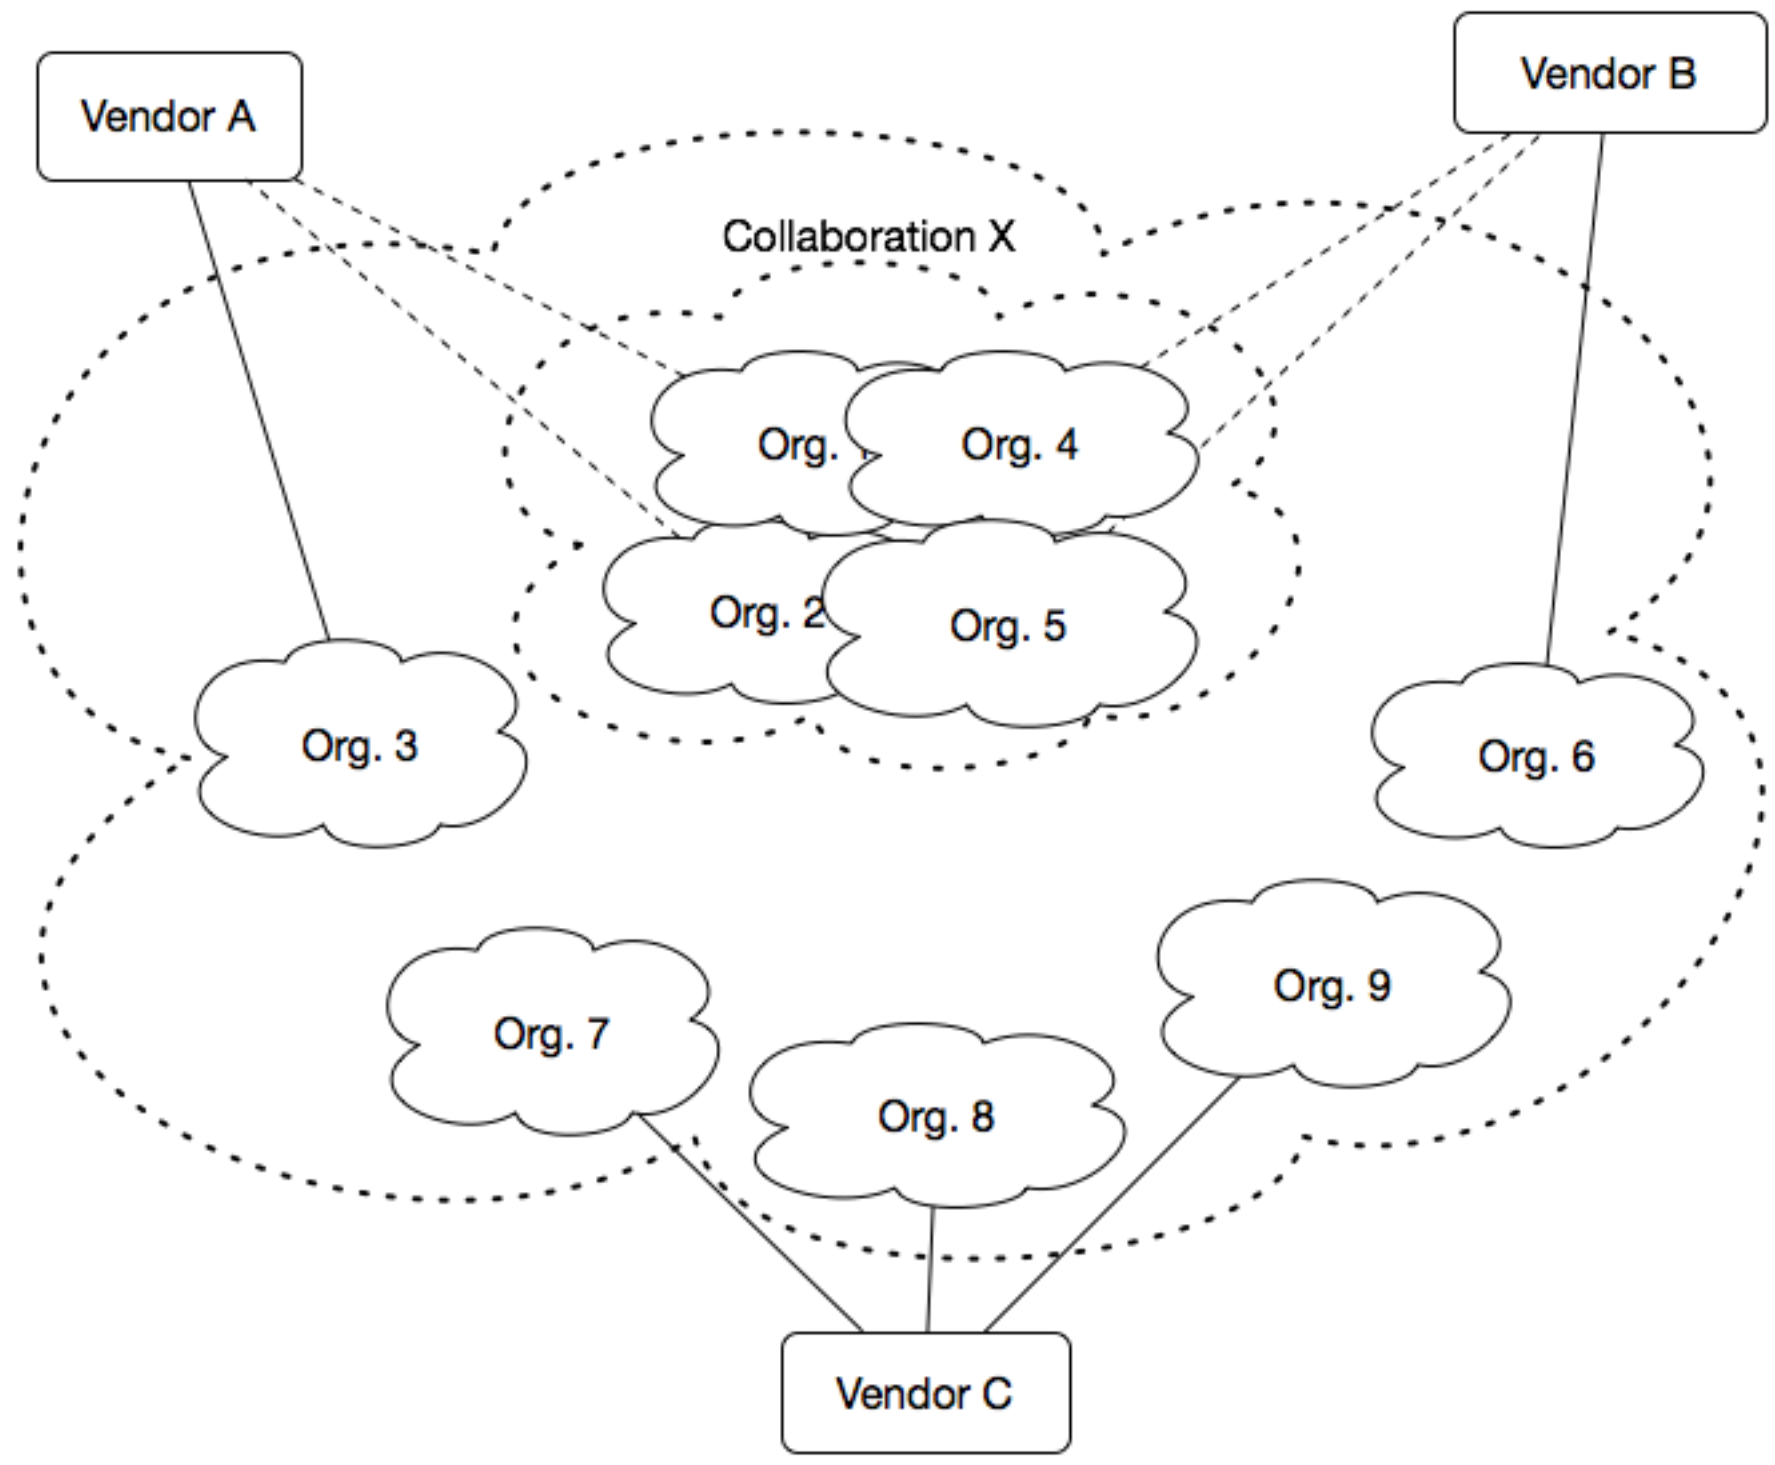 Vendor B
Vendor A
Collaboration X
Org.
Org. 4
Org. 2
Org. 5
Org. 3
Org. 6
Org. 9
Org. 7
Org. 8
Vendor C